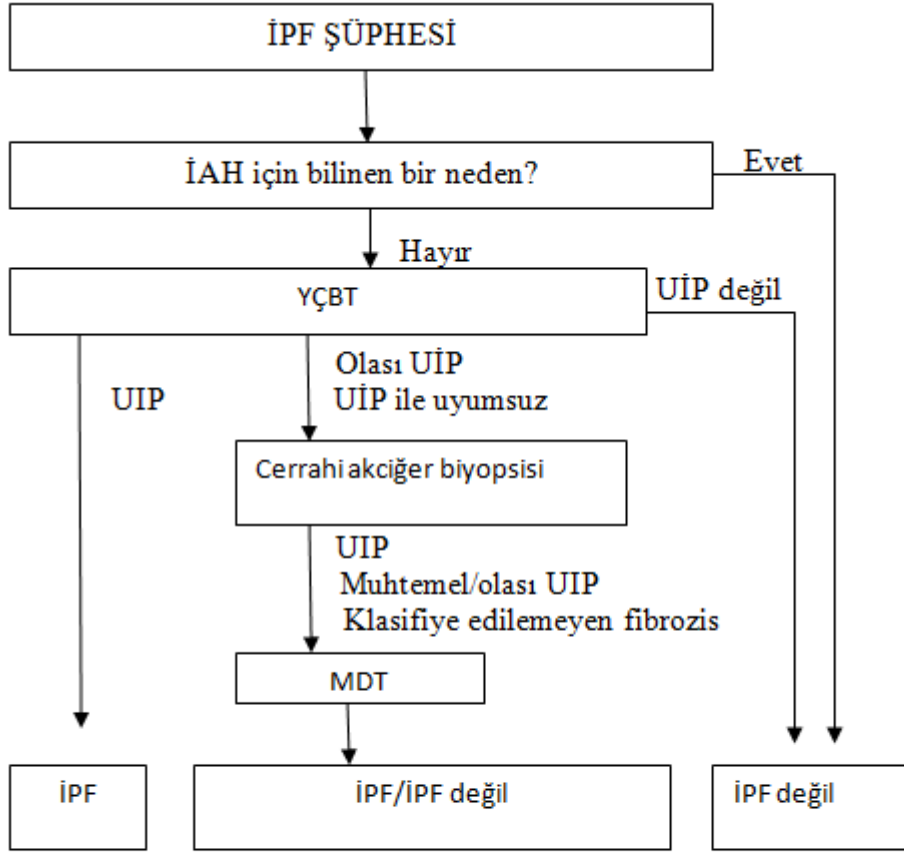 İPF ŞÜPHESİ
İAH için bilinen bir neden?
Evet
Hayır
YÇBT
UİP değil
UIP
Olası UİP
UİP ile uyumsuz
Cerrahi akciğer biyopsisi
UIP
Muhtemel/olası UIP
Klasifiye edilemeyen fibrozis
MDT
İPF
İPF/İPF değil
İPF değil